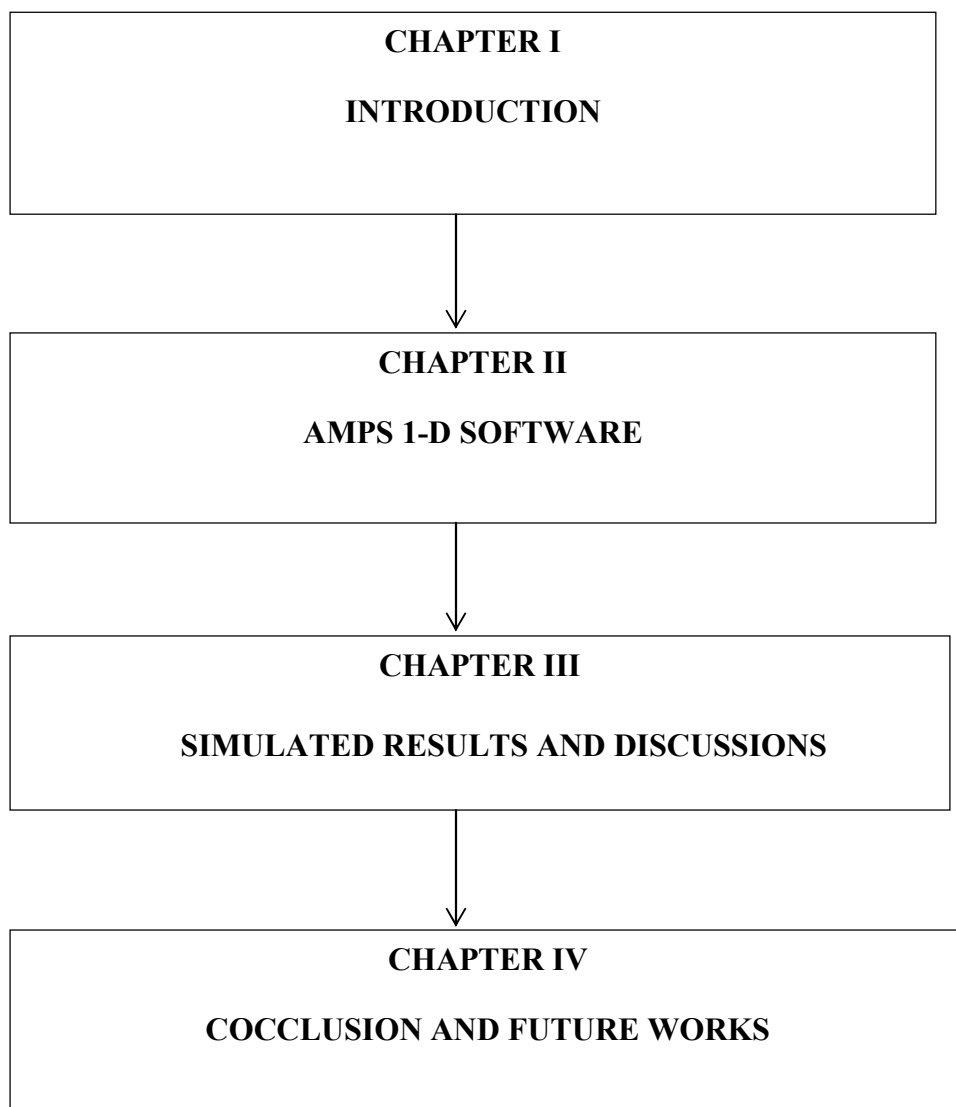 CHAPTER I
INTRODUCTION
CHAPTER II
AMPS 1-D SOFTWARE
CHAPTER III
SIMULATED RESULTS AND DISCUSSIONS
CHAPTER IV
COCCLUSION AND FUTURE WORKS